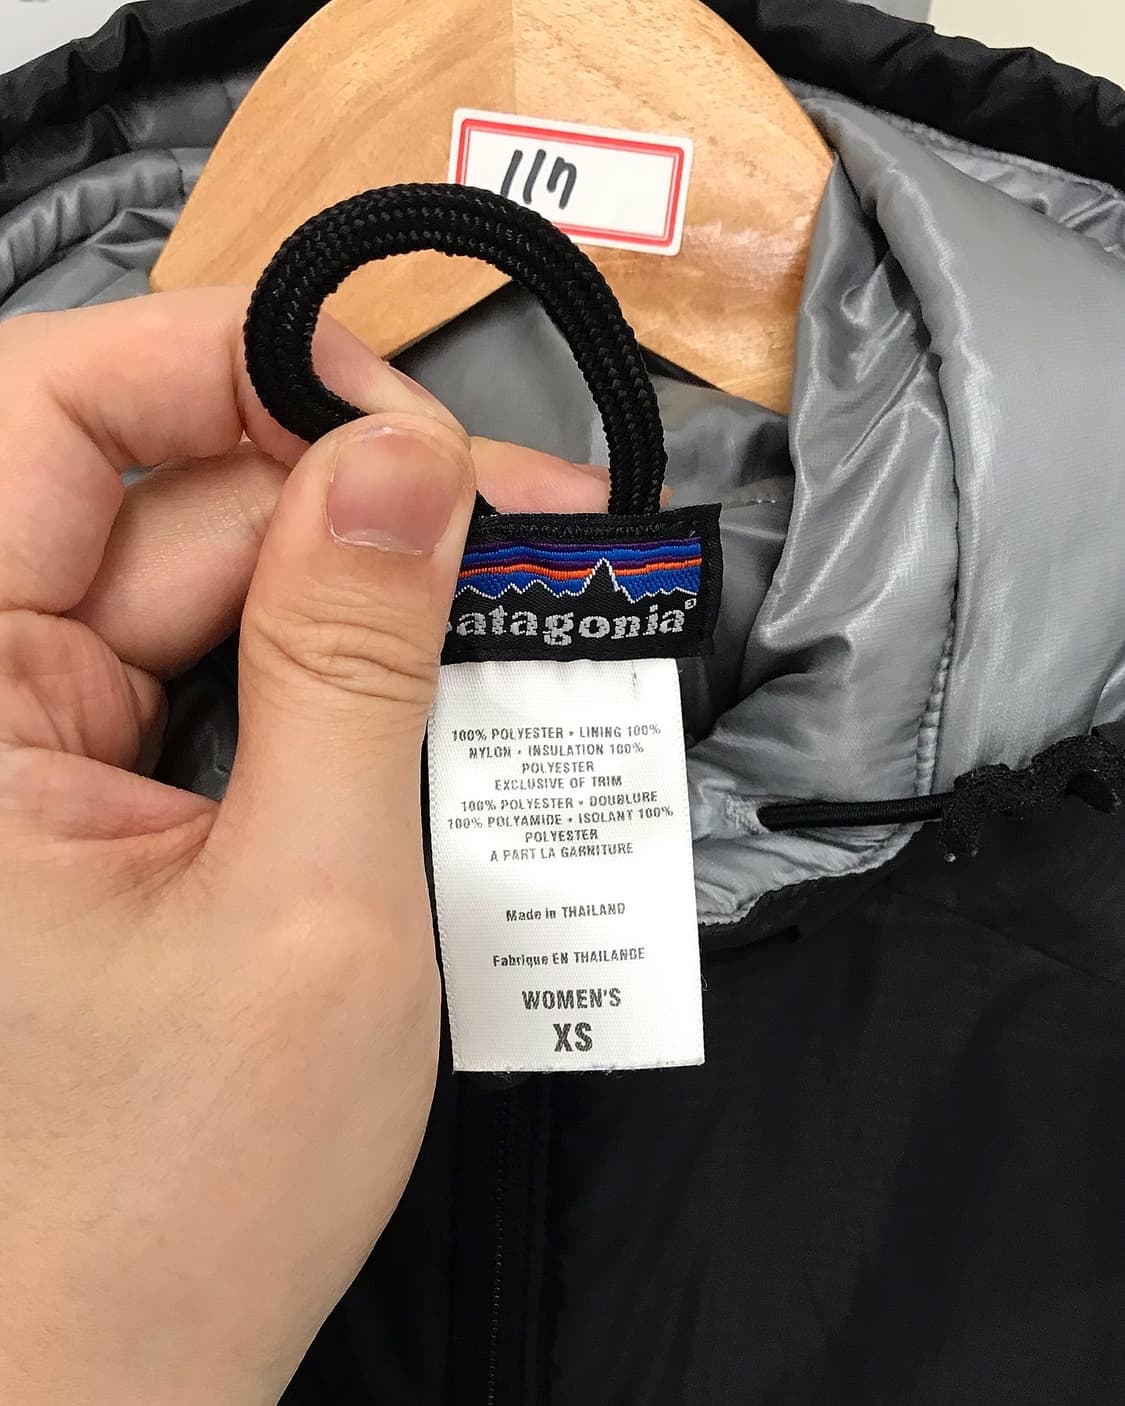 117
patagonia®
100% POLYESTER • LINING 100%
NYLON • INSULATION 100%
POLYESTER
EXCLUSIVE OF TRIM
100% POLYESTER • DOUBLURE
100% POLYAMIDE • ISOLANT 100%
POLYESTER
A PART LA GARNITURE
Made in THAILAND
Fabrique EN THAILANDE
WOMEN'S
XS